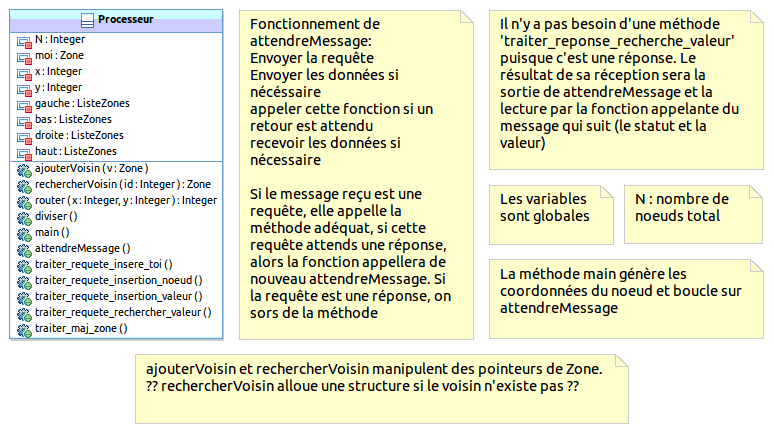 Processeur
N : Integer
moi : Zone
x : Integer
y : Integer
gauche : ListeZones
bas : ListeZones
droite : ListeZones
haut : ListeZones
ajouterVoisin ( v : Zone )
rechercherVoisin ( id : Integer ) : Zone
router ( x : Integer, y : Integer ) : Integer
diviser ( )
main ( )
attendreMessage ( )
traiter_requete_insere_toi ( )
traiter_requete_insertion_noeud ( )
traiter_requete_insertion_valeur ( )
traiter_requete_rechercher_valeur ( )
traiter_maj_zone ( )
Fonctionnement de
attendreMessage:
Envoyer la requête
Envoyer les données si
nécéssaire
appeler cette fonction si un
retour est attendu
recevoir les données si
nécessaire
Si le message reçu est une
requête, elle appelle la
méthode adéquat, si cette
requête attends une réponse,
alors la fonction appellera de
nouveau attendreMessage. Si
la requête est une réponse, on
sors de la méthode
Il n'y a pas besoin d'une méthode
'traiter_reponse_recherche_valeur'
puisque c'est une réponse. Le
résultat de sa réception sera la
sortie de attendreMessage et la
lecture par la fonction appelante du
message qui suit (le statut et la
valeur)
Les variables
sont globales
N : nombre de
noeuds total
La méthode main génère les
coordonnées du noeud et boucle sur
attendreMessage
ajouterVoisin et rechercherVoisin manipulent des pointeurs de Zone.
?? rechercherVoisin alloue une structure si le voisin n'existe pas ??